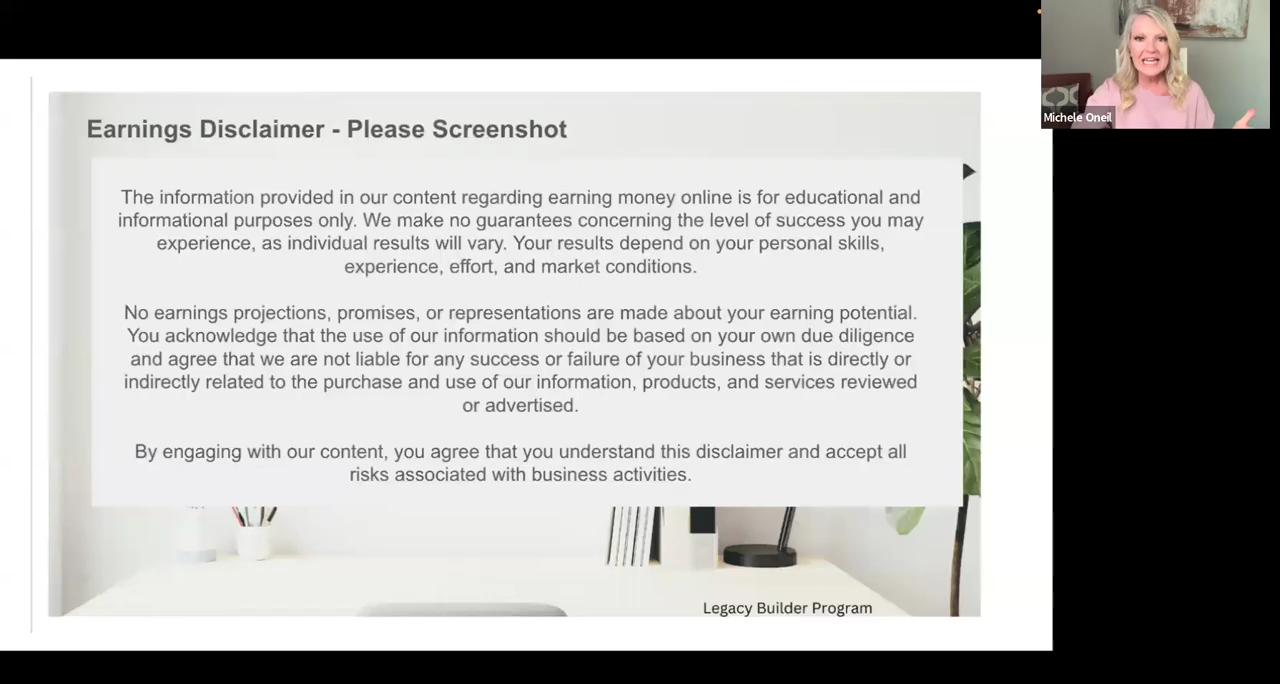 Earnings Disclaimer - Please Screenshot
The information provided in our content regarding earning money online is for educational and
informational purposes only. We make no guarantees concerning the level of success you may
experience, as individual results will vary. Your results depend on your personal skills,
experience, effort, and market conditions.
No earnings projections, promises, or representations are made about your earning potential.
You acknowledge that the use of our information should be based on your own due diligence
and agree that we are not liable for any success or failure of your business that is directly or
indirectly related to the purchase and use of our information, products, and services reviewed
or advertised.
By engaging with our content, you agree that you understand this disclaimer and accept all
risks associated with business activities.
Legacy Builder Program
Michele Oneil